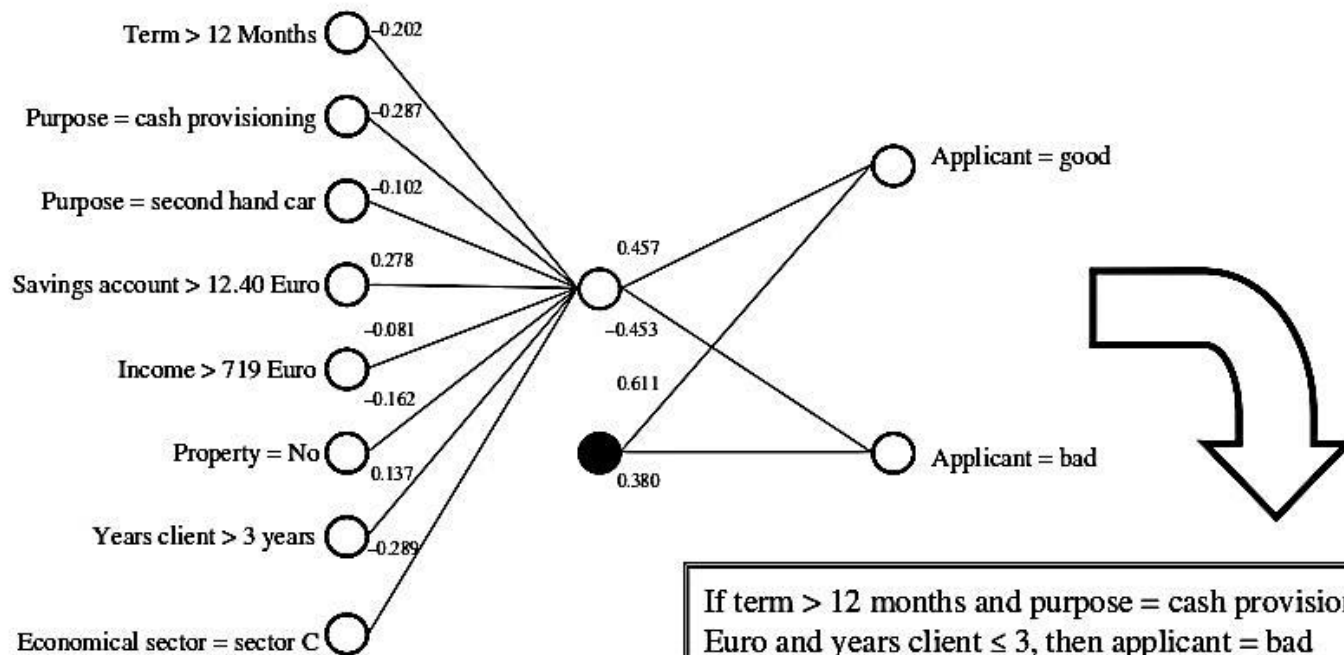 Term > 12 Months
−0.202
Purpose = cash provisioning
−0.287
Purpose = second hand car
−0.102
Savings account > 12.40 Euro
0.278
Income > 719 Euro
−0.081
Property = No
−0.162
Years client > 3 years
0.137
Economical sector = sector C
−0.289
0.457
−0.453
0.611
0.380
Applicant = good
Applicant = bad
If term > 12 months and purpose = cash
Euro and years client ≤ 3, then applicant = bad